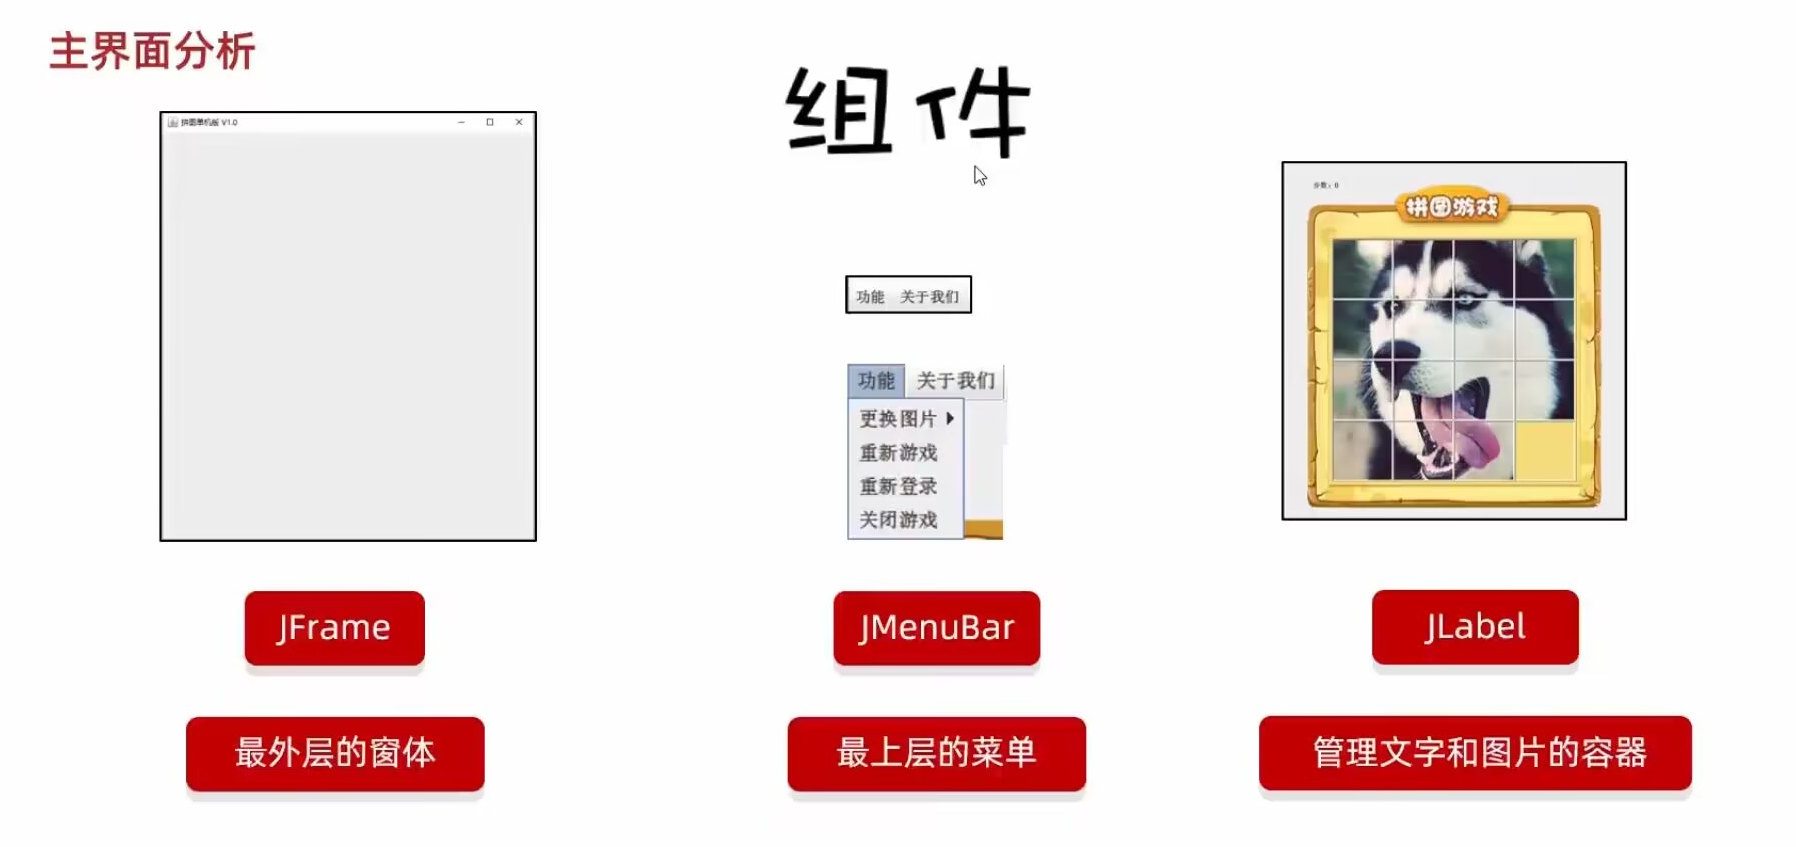 主界面分析
组件
拼图单机版 V1.0
步数：0
拼图游戏
功能 关于我们
功能 关于我们
更换图片
重新游戏
重新登录
关闭游戏
JFrame
JMenuBar
JLabel
最外层的窗体
最上层的菜单
管理文字和图片的容器